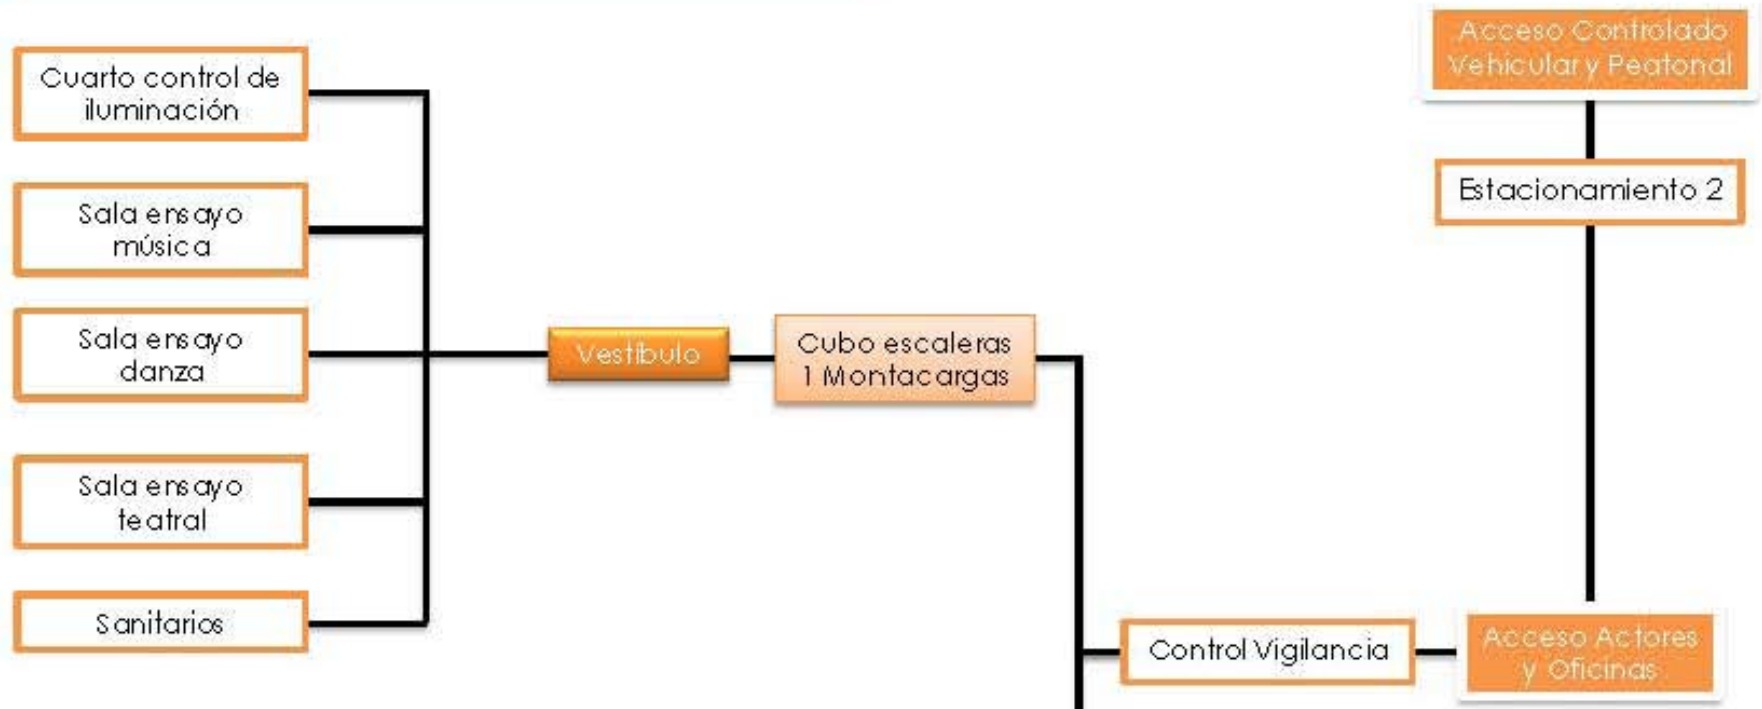 Acceso Controlado
Vehicular y Peatonal
Cuarto control de
iluminación
Estacionamiento 2
Sala ensayo
música
Sala ensayo
danza
Vestíbulo
Cubo escaleras
1 Montacargas
Sala ensayo
teatral
Sanitarios
Control Vigilancia
Acceso Actores
y Oficinas